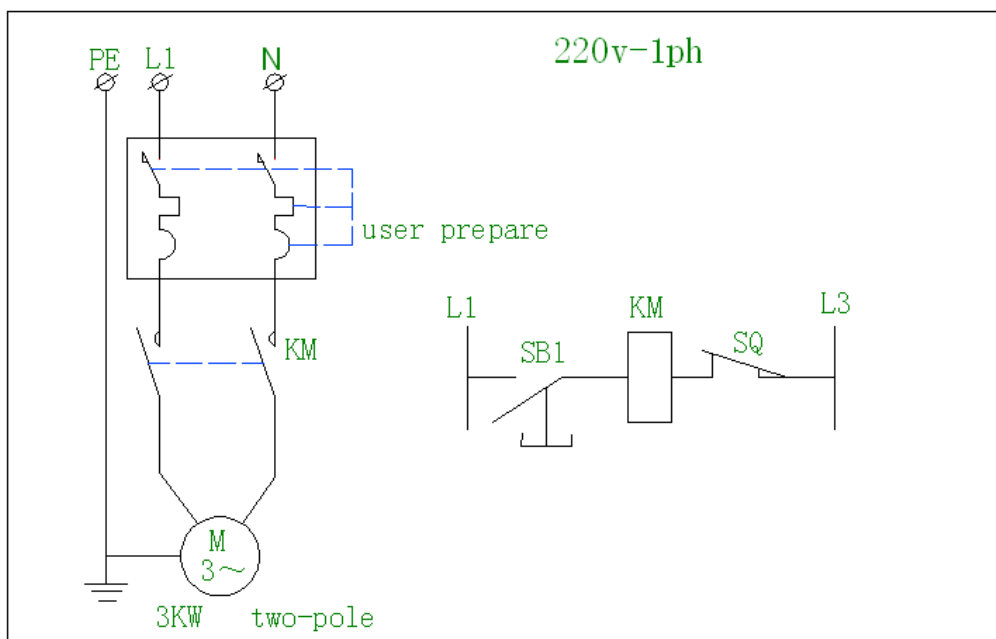 220v-1ph
PE L1 N
user prepare
KM
L1 KM L3
SB1 SQ
M
3~
3KW two-pole